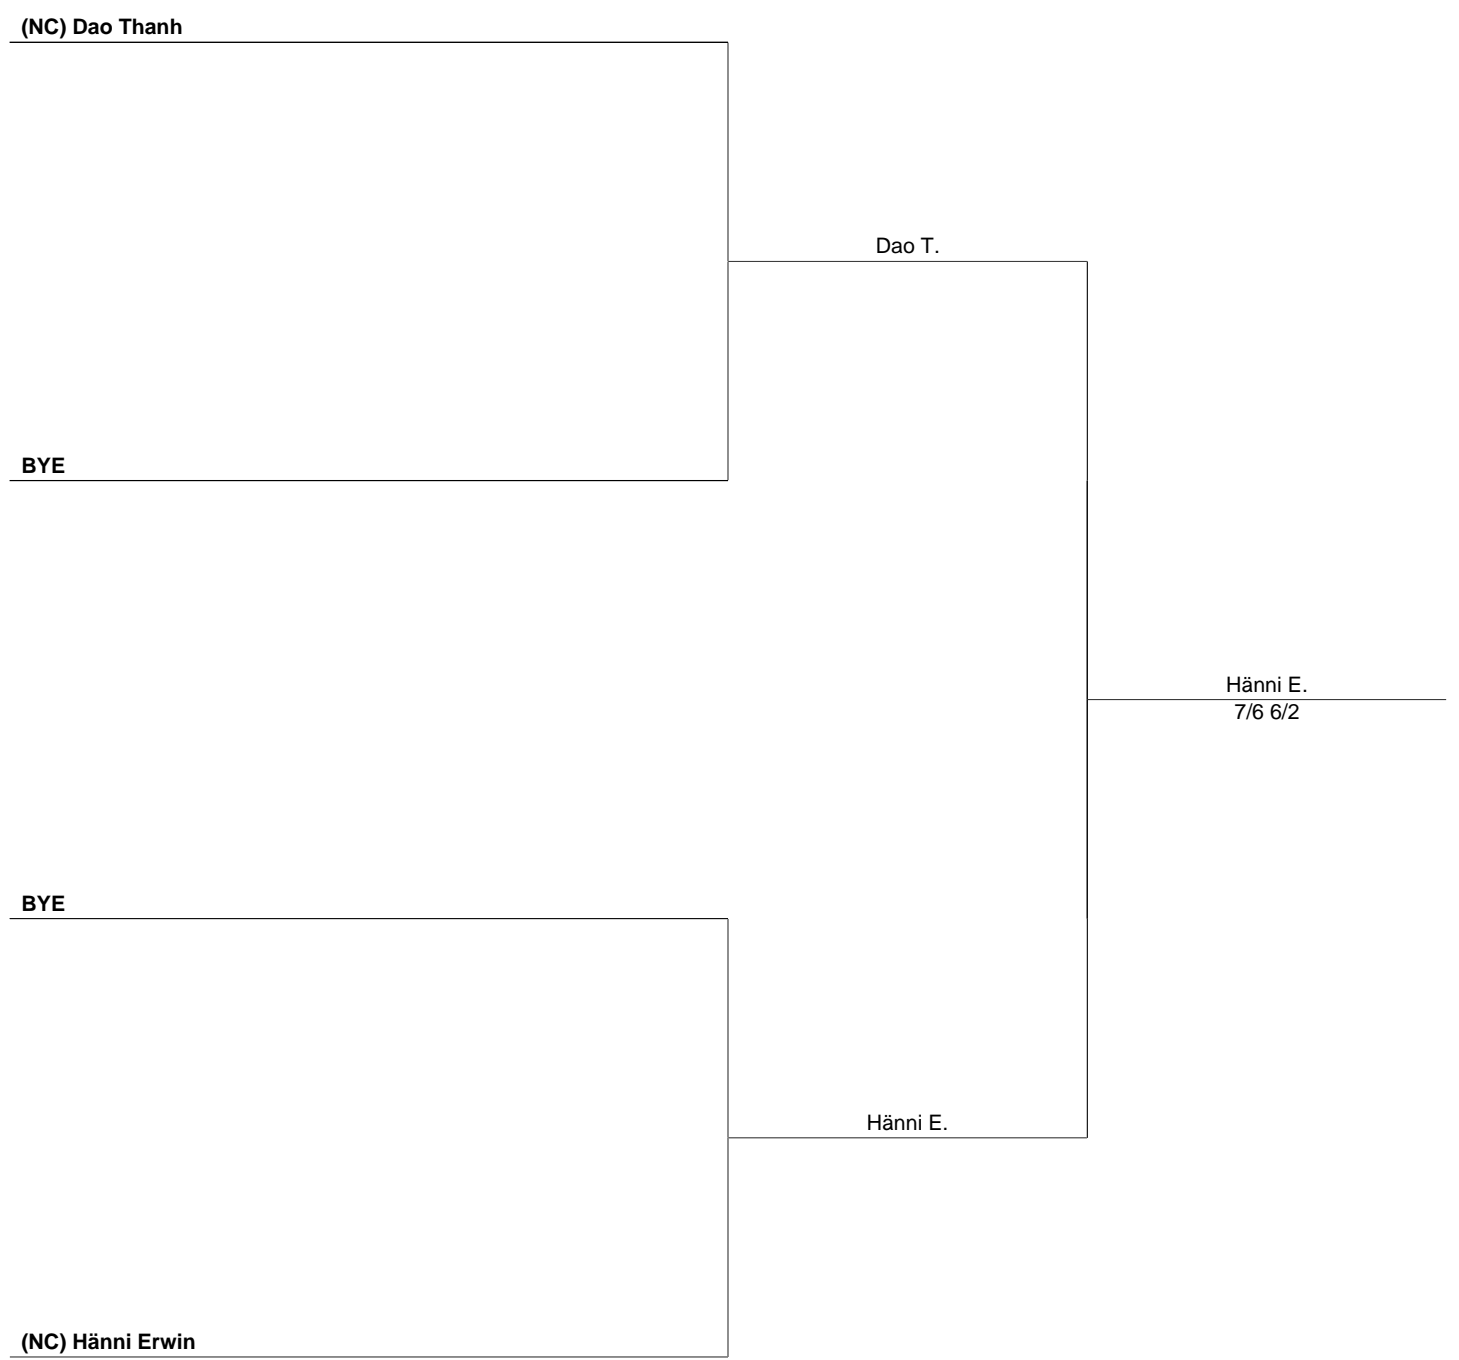 (NC) Dao Thanh
Dao T.
BYE
Hänni E.
7/6 6/2
BYE
Hänni E.
(NC) Hänni Erwin